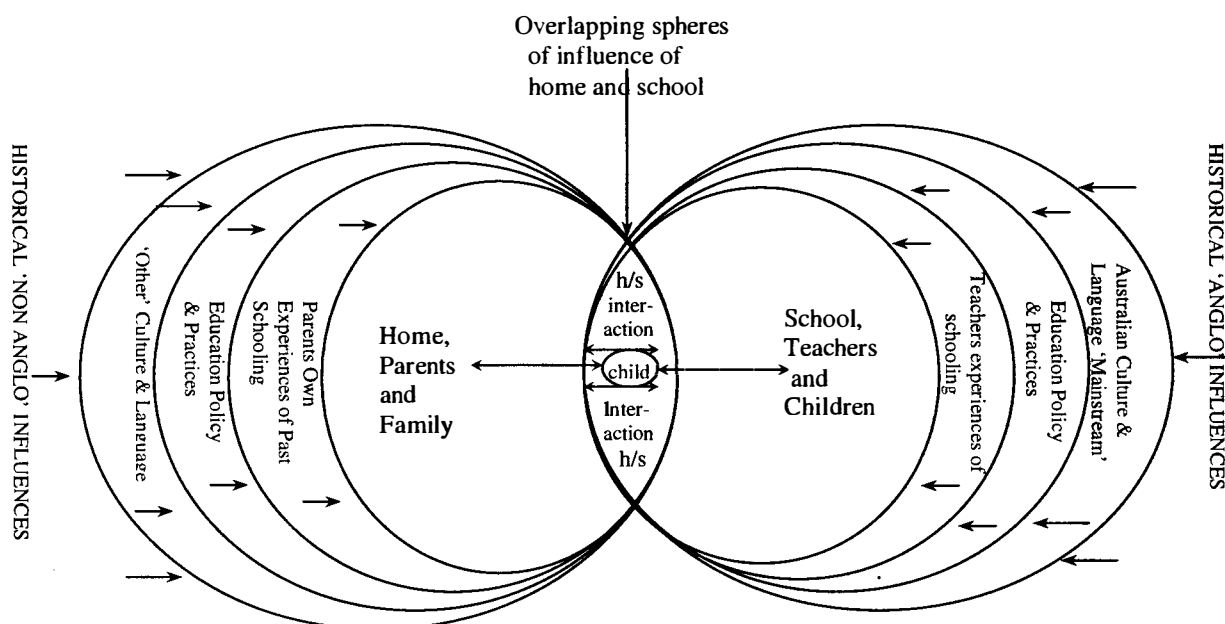 Overlapping spheres
of influence of
home and school
HISTORICAL 'NON ANGLO' INFLUENCES
'Other' Culture & Language
Education Policy
& Practices
Parents Own
Experiences of Past
Schooling
Home,
Parents
and
Family
h/s
inter-
action
child
Inter-
action
h/s
School,
Teachers
and
Children
Teachers experiences of
schooling
Education Policy
& Practices
Australian Culture &
Language 'Mainstream'
HISTORICAL 'ANGLO' INFLUENCES